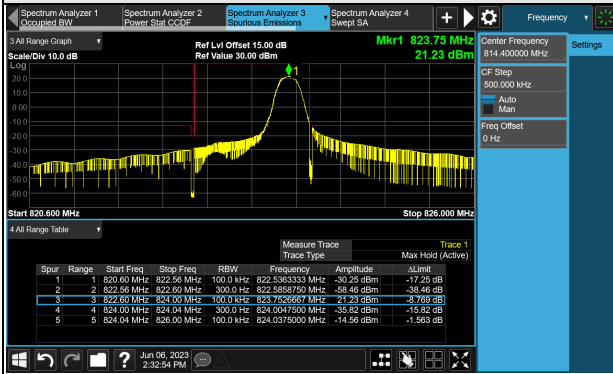 Spectrum Analyzer 1
Occupied BW
Spectrum Analyzer 2
Power Stat CCDF
Spectrum Analyzer 3
Spurious Emissions
Spectrum Analyzer 4
Swept SA
+
Frequency
Settings
3 All Range Graph
Scale/Div 10.0 dB
Ref Lvl Offset 15.00 dB
Ref Value 30.00 dBm
Mkr1 823.75 MHz
21.23 dBm
Log
20.0
10.0
0.00
-10.0
-20.0
-30.0
-40.0
-50.0
-60.0
1
Start 820.600 MHz
Stop 826.000 MHz
Center Frequency
814.400000 MHz
CF Step
500.000 kHz
Auto
Man
Freq Offset
0 Hz
4 All Range Table
Measure Trace Trace 1
Trace Type Max Hold (Active)
Spur Range Start Freq Stop Freq RBW Frequency Amplitude ΔLimit
1 1 820.60 MHz 822.56 MHz 100.0 kHz 822.5363333 MHz -30.25 dBm -17.25 dB
2 2 822.56 MHz 822.60 MHz 300.0 Hz 822.5858750 MHz -58.46 dBm -38.46 dB
3 3 822.60 MHz 824.00 MHz 100.0 kHz 823.7526667 MHz 21.23 dBm -8.769 dB
4 4 824.00 MHz 824.04 MHz 300.0 Hz 824.0047500 MHz -35.82 dBm -15.82 dB
5 5 824.04 MHz 826.00 MHz 100.0 kHz 824.0375000 MHz -14.56 dBm -1.563 dB
?
Jun 06, 2023
2:32:54 PM